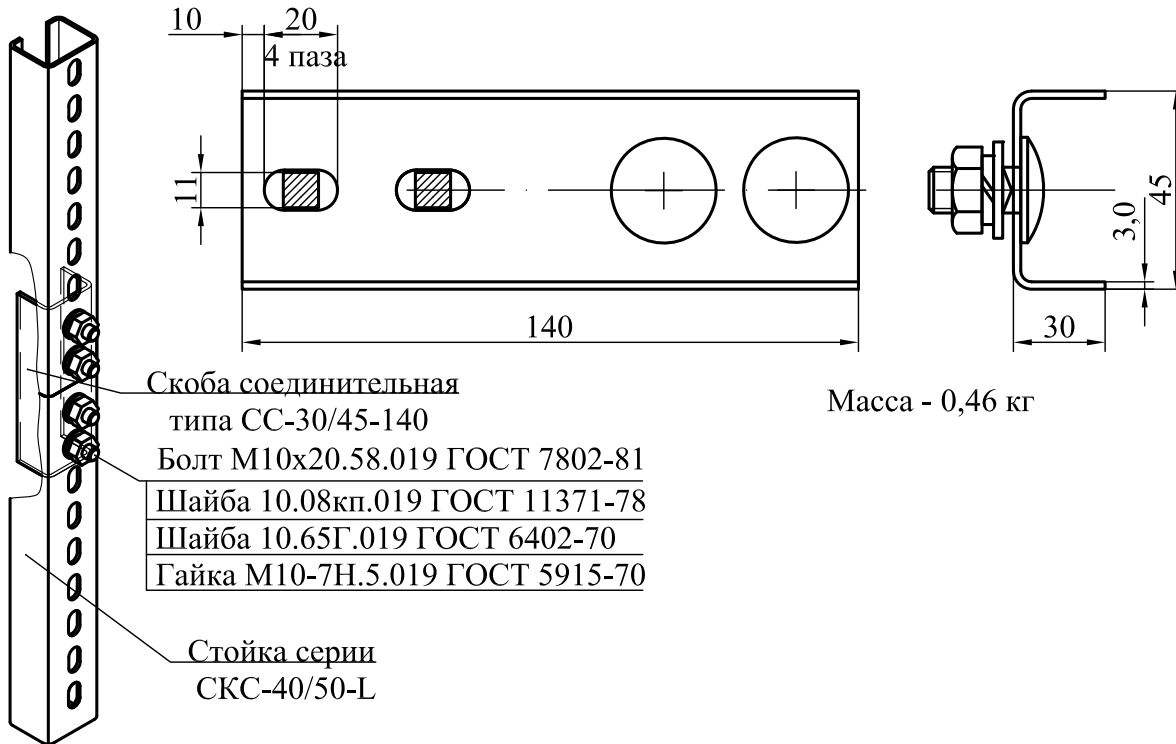 10
20
4 паза
11
140
3,0
45
30
Масса - 0,46 кг
Скоба соединительная
типа СС-30/45-140
Болт М10х20.58.019 ГОСТ 7802-81
Шайба 10.08кп.019 ГОСТ 11371-78
Шайба 10.65Г.019 ГОСТ 6402-70
Гайка М10-7Н.5.019 ГОСТ 5915-70
Стойка серии
СКС-40/50-L